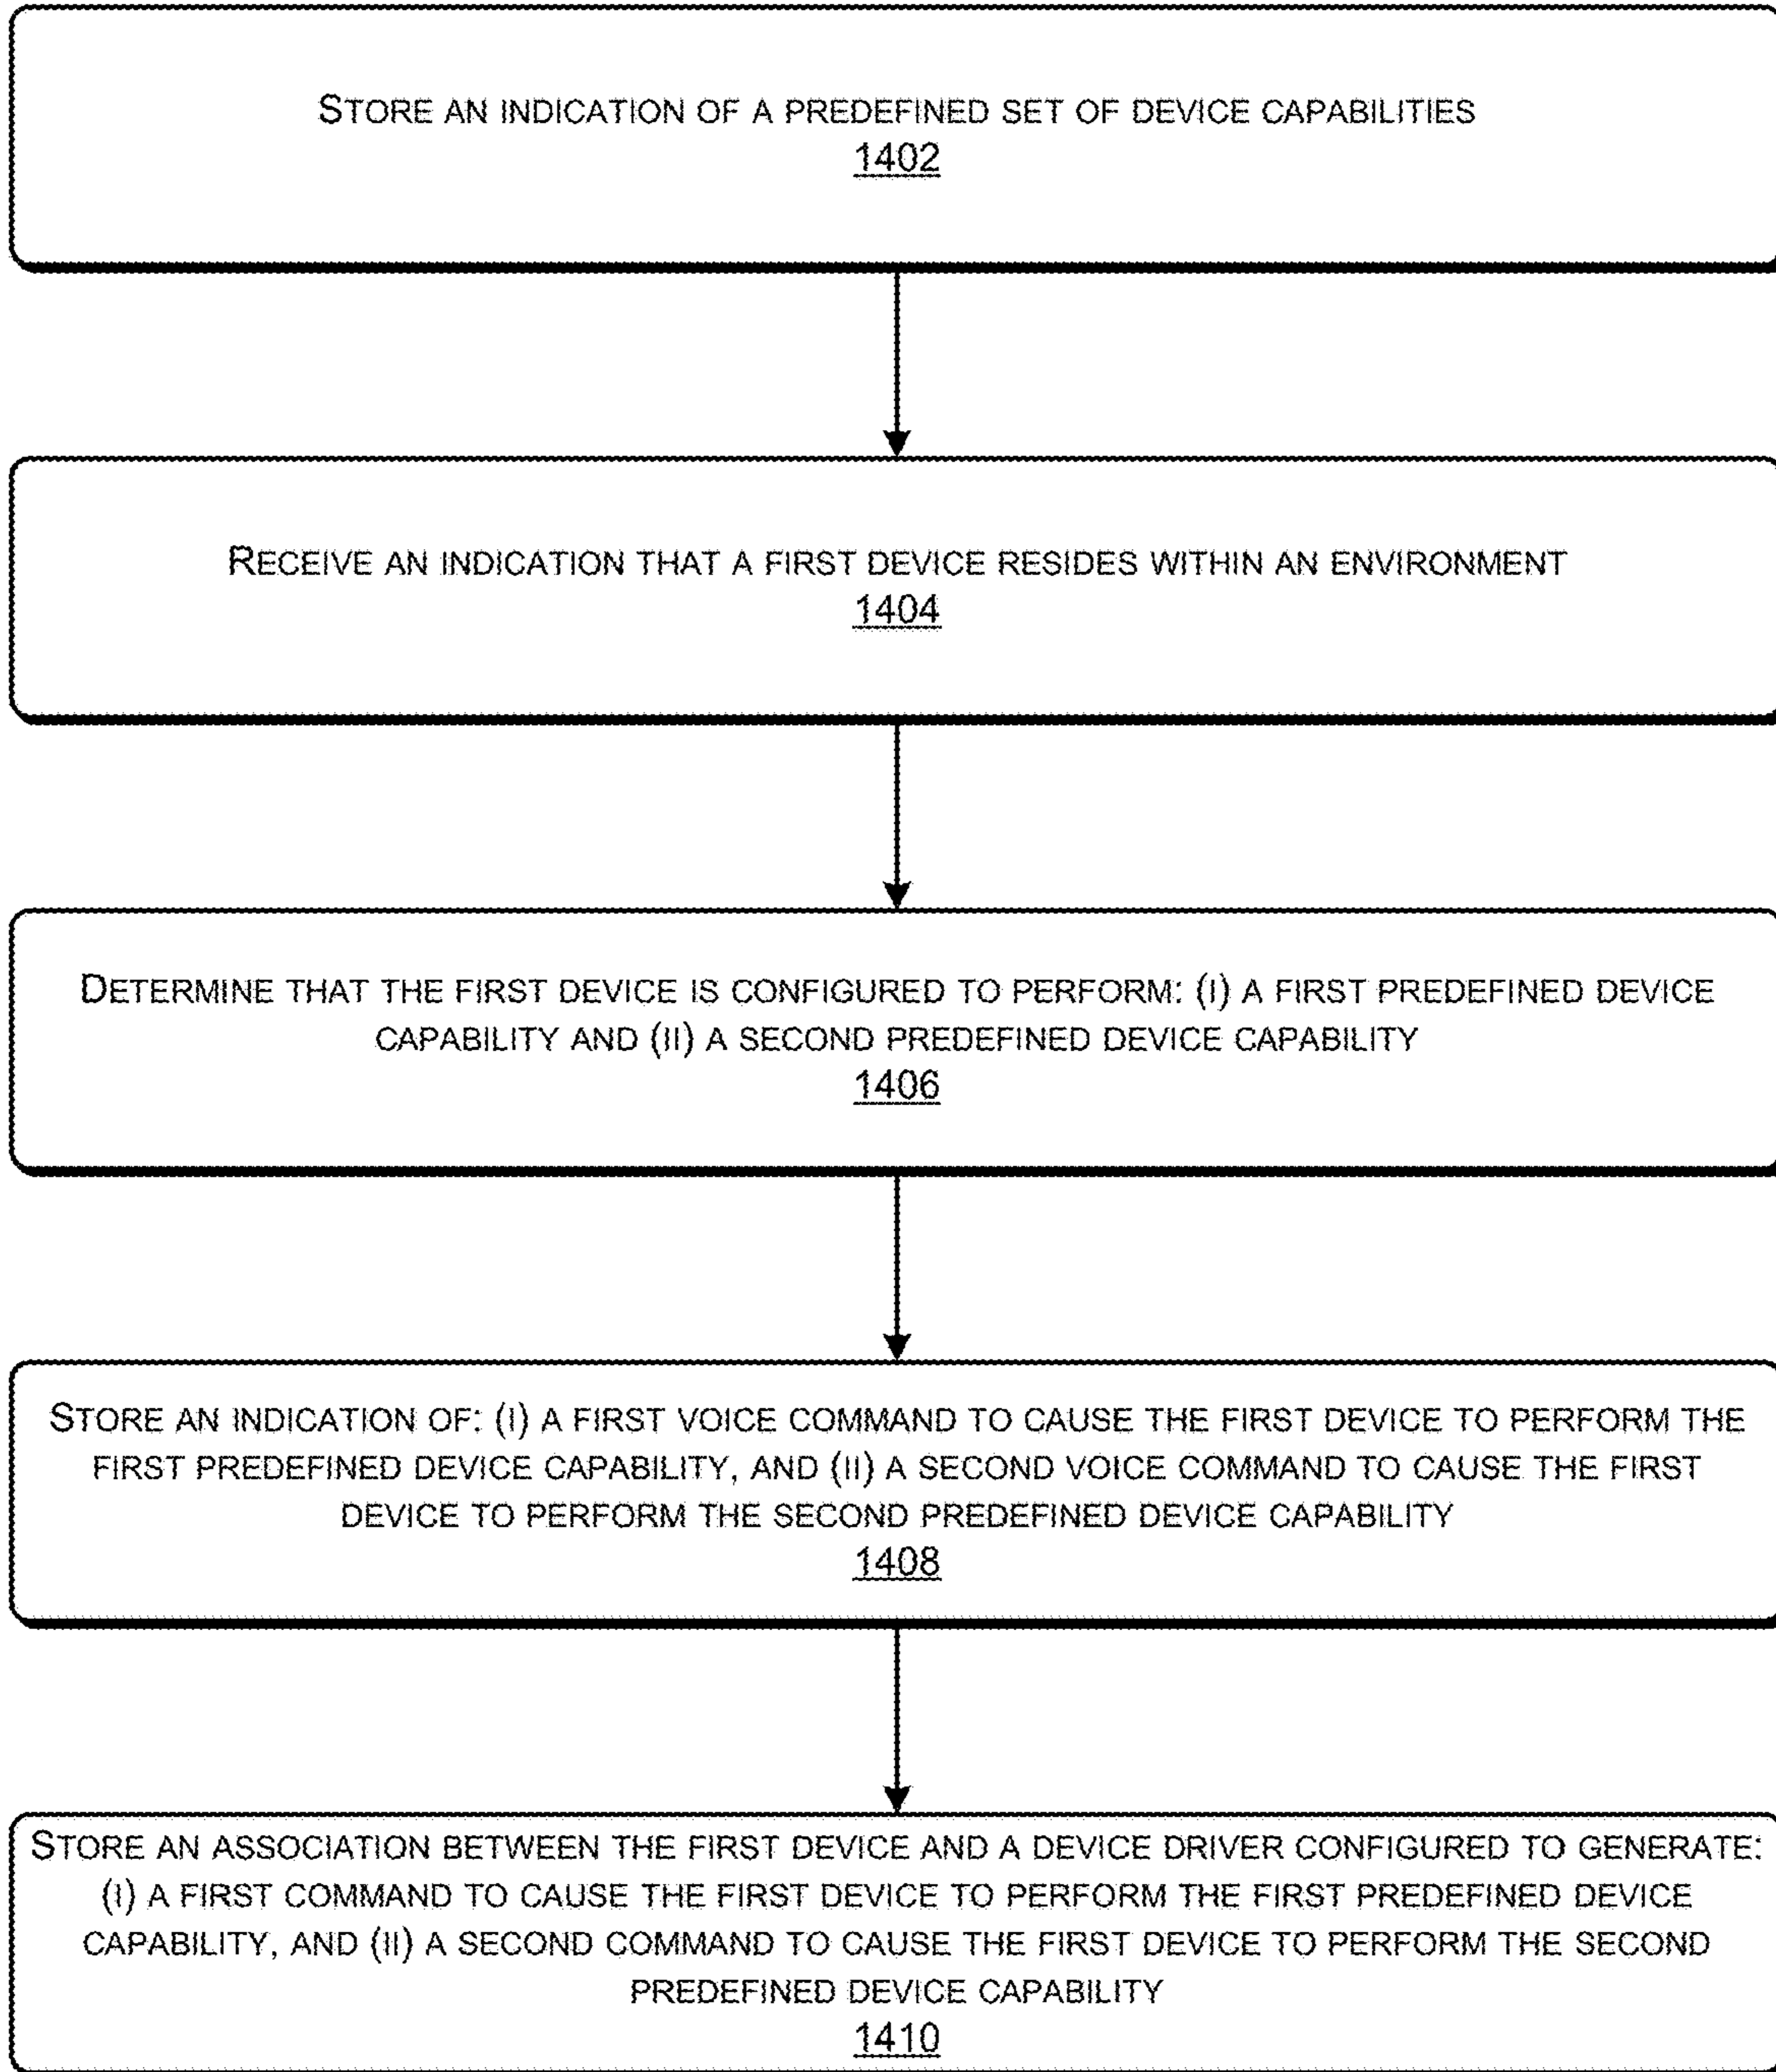 STORE AN INDICATION OF A PREDEFINED SET OF DEVICE CAPABILITIES
1402
RECEIVE AN INDICATION THAT A FIRST DEVICE RESIDES WITHIN AN ENVIRONMENT
1404
DETERMINE THAT THE FIRST DEVICE IS CONFIGURED TO PERFORM: (I) A FIRST PREDEFINED DEVICE
CAPABILITY AND (II) A SECOND PREDEFINED DEVICE CAPABILITY
1406
STORE AN INDICATION OF: (I) A FIRST VOICE COMMAND TO CAUSE THE FIRST DEVICE TO PERFORM THE
FIRST PREDEFINED DEVICE CAPABILITY, AND (II) A SECOND VOICE COMMAND TO CAUSE THE FIRST
DEVICE TO PERFORM THE SECOND PREDEFINED DEVICE CAPABILITY
1408
STORE AN ASSOCIATION BETWEEN THE FIRST DEVICE AND A DEVICE DRIVER CONFIGURED TO GENERATE:
(I) A FIRST COMMAND TO CAUSE THE FIRST DEVICE TO PERFORM THE FIRST PREDEFINED DEVICE
CAPABILITY, AND (II) A SECOND COMMAND TO CAUSE THE FIRST DEVICE TO PERFORM THE SECOND
PREDEFINED DEVICE CAPABILITY
1410